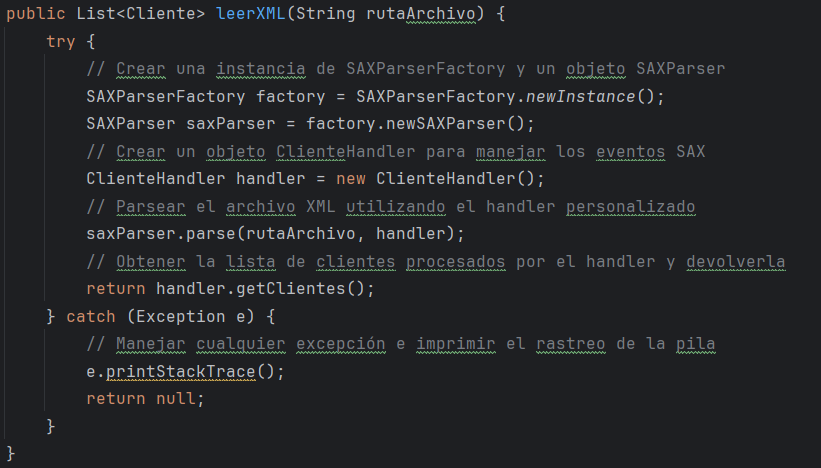 public List<Cliente> leerXML(String rutaArchivo) {
try {
// Crear una instancia de SAXParserFactory y un objeto SAXParser
SAXParserFactory factory = SAXParserFactory.newInstance();
SAXParser saxParser = factory.newSAXParser();
// Crear un objeto ClienteHandler para manejar los eventos SAX
ClienteHandler handler = new ClienteHandler();
// Parsear el archivo XML utilizando el handler personalizado
saxParser.parse(rutaArchivo, handler);
// Obtener la lista de clientes procesados por el handler y devolverla
return handler.getClientes();
} catch (Exception e) {
// Manejar cualquier excepción e imprimir el rastreo de la pila
e.printStackTrace();
return null;
}
}